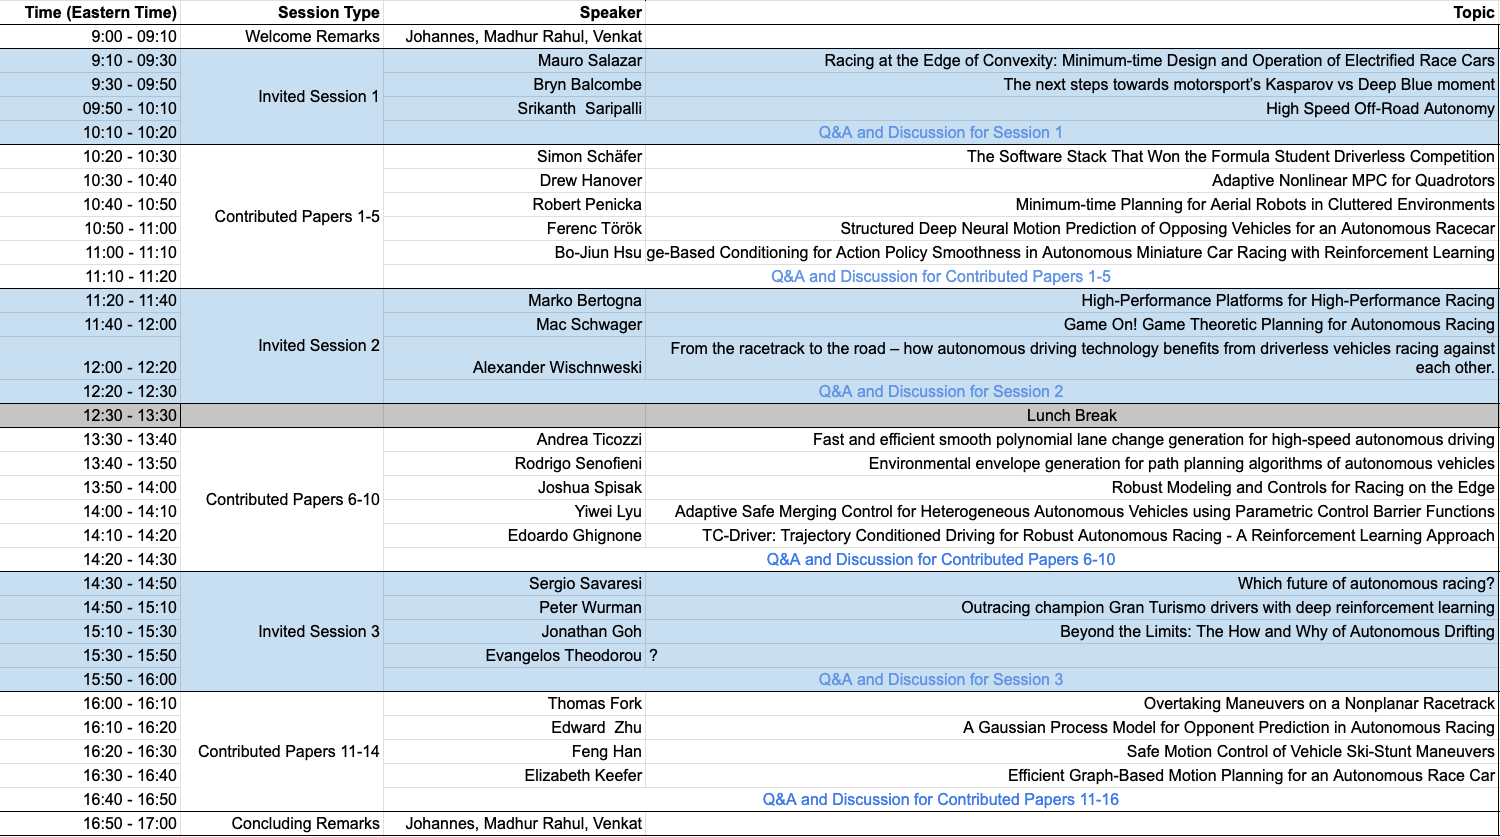 Time (Eastern Time) Session Type Speaker Topic
9:00 - 09:10 Welcome Remarks Johannes, Madhur Rahul, Venkat
9:10 - 09:30 Mauro Salazar Racing at the Edge of Convexity: Minimum-time Design and Operation of Electrified Race Cars
9:30 - 09:50 Bryn Balcombe The next steps towards motorsport's Kasparov vs Deep Blue moment
Invited Session 1
09:50 - 10:10 Srikanth Saripalli High Speed Off-Road Autonomy
10:10 - 10:20 Q&A and Discussion for Session 1
10:20 - 10:30 Simon Schäfer The Software Stack That Won the Formula Student Driverless Competition
10:30 - 10:40 Drew Hanover Adaptive Nonlinear MPC for Quadrotors
10:40 - 10:50 Robert Penicka Minimum-time Planning for Aerial Robots in Cluttered Environments
Contributed Papers 1-5
10:50 - 11:00 Ferenc Török Structured Deep Neural Motion Prediction of Opposing Vehicles for an Autonomous Racecar
11:00 - 11:10 Bo-Jiun Hsu ge-Based Conditioning for Action Policy Smoothness in Autonomous Miniature Car Racing with Reinforcement Learning
11:10 - 11:20 Q&A and Discussion for Contributed Papers 1-5
11:20 - 11:40 Marko Bertogna High-Performance Platforms for High-Performance Racing
11:40 - 12:00 Mac Schwager Game On! Game Theoretic Planning for Autonomous Racing
Invited Session 2
From the racetrack to the road – how autonomous driving technology benefits from driverless vehicles racing against
12:00 - 12:20 Alexander Wischnweski each other.
12:20 - 12:30 Q&A and Discussion for Session 2
12:30 - 13:30 Lunch Break
13:30 - 13:40 Andrea Ticozzi Fast and efficient smooth polynomial lane change generation for high-speed autonomous driving
13:40 - 13:50 Rodrigo Senofieni Environmental envelope generation for path planning algorithms of autonomous vehicles
13:50 - 14:00 Joshua Spisak Robust Modeling and Controls for Racing on the Edge
Contributed Papers 6-10
14:00 - 14:10 Yiwei Lyu Adaptive Safe Merging Control for Heterogeneous Autonomous Vehicles using Parametric Control Barrier Functions
14:10 - 14:20 Edoardo Ghignone TC-Driver: Trajectory Conditioned Driving for Robust Autonomous Racing - A Reinforcement Learning Approach
14:20 - 14:30 Q&A and Discussion for Contributed Papers 6-10
14:30 - 14:50 Sergio Savaresi Which future of autonomous racing?
14:50 - 15:10 Peter Wurman Outracing champion Gran Turismo drivers with deep reinforcement learning
15:10 - 15:30 Invited Session 3 Jonathan Goh Beyond the Limits: The How and Why of Autonomous Drifting
15:30 - 15:50 Evangelos Theodorou ?
15:50 - 16:00 Q&A and Discussion for Session 3
16:00 - 16:10 Thomas Fork Overtaking Maneuvers on a Nonplanar Racetrack
16:10 - 16:20 Edward Zhu A Gaussian Process Model for Opponent Prediction in Autonomous Racing
16:20 - 16:30 Contributed Papers 11-14 Feng Han Safe Motion Control of Vehicle Ski-Stunt Maneuvers
16:30 - 16:40 Elizabeth Keefer Efficient Graph-Based Motion Planning for an Autonomous Race Car
16:40 - 16:50 Q&A and Discussion for Contributed Papers 11-16
16:50 - 17:00 Concluding Remarks Johannes, Madhur Rahul, Venkat